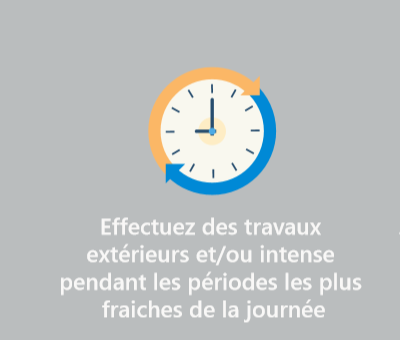 Effectuez des travaux
extérieurs et/ou intense
pendant les périodes les plus
fraiches de la journée